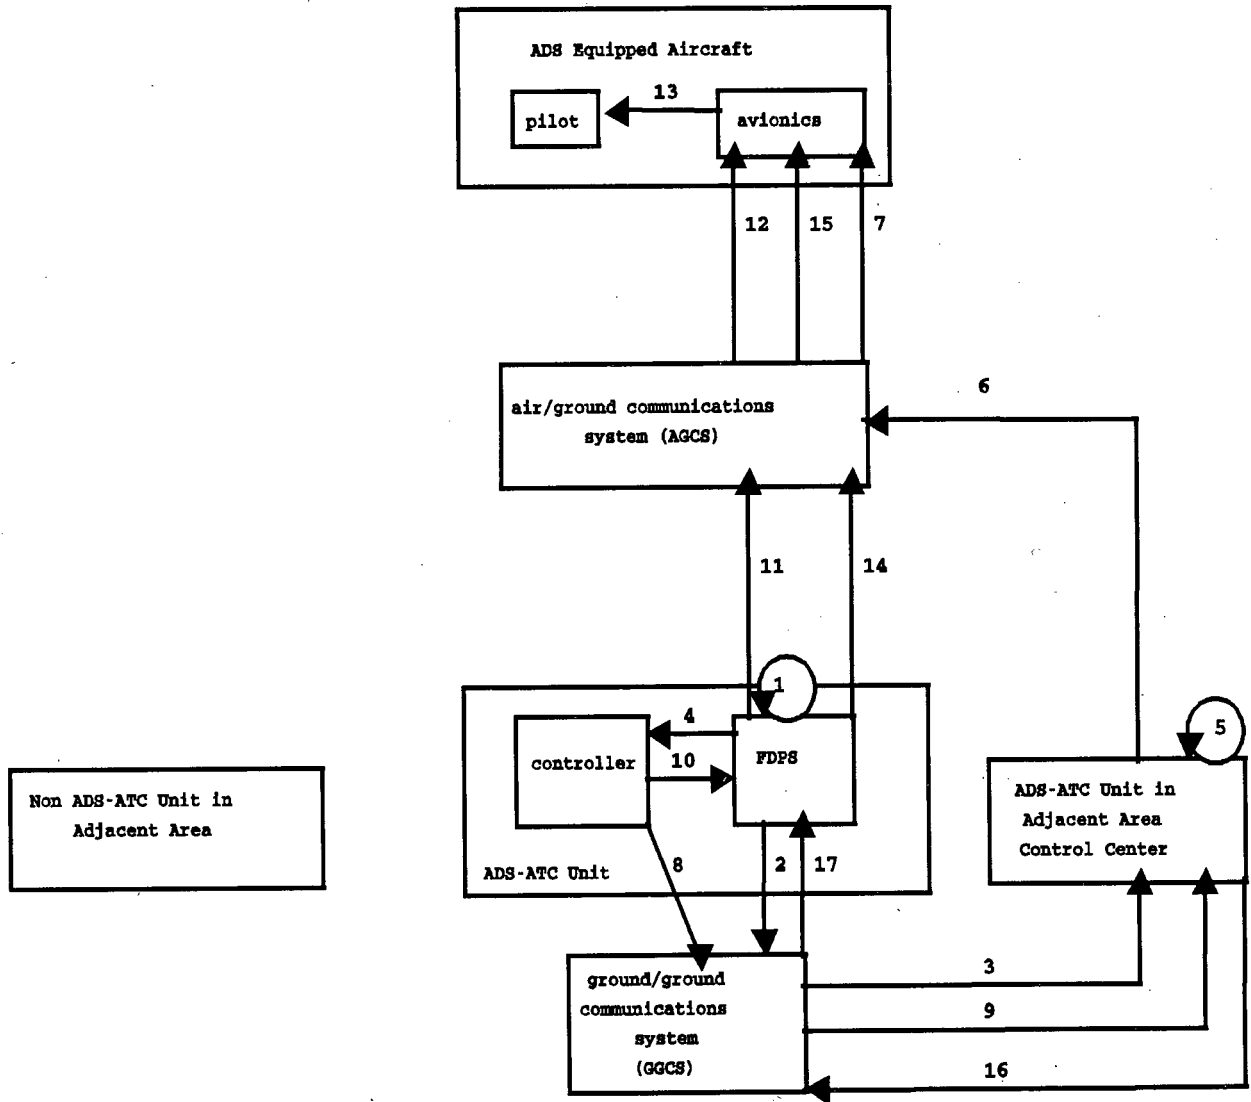 ADS Equipped Aircraft
13
pilot
avionics
12
15
7
6
air/ground communications
system (AGCS)
11
14
1
4
5
controller
10
FDPS
Non ADS-ATC Unit in
Adjacent Area
ADS-ATC Unit in
Adjacent Area
Control Center
8
2
17
ADS-ATC Unit
3
ground/ground
communications
system
(GGCS)
9
16